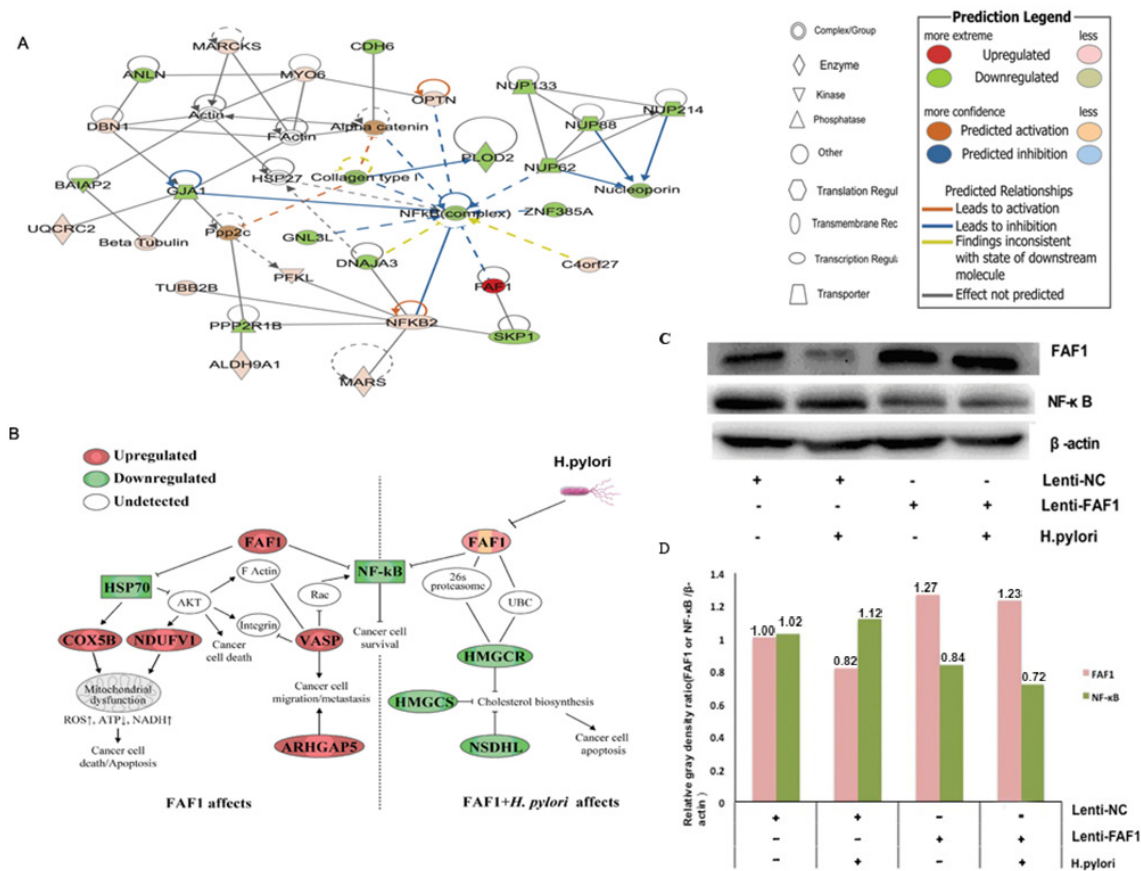 A
MARCKS
CDH6
ANLN
MYO6
OPTN
NUP133
NUP214
DBN1
Actin
F Actin
Alpha catenin
NUP88
PLOD2
NUP62
HSP27
Collagen type I
BAIAP2
GJA1
Nucleoporin
NFkB(complex)
ZNF385A
UQCRC2
Beta Tubulin
Ppp2c
GNL3L
DNAJA3
C4orf27
PFKL
FAF1
TUBB2B
PPP2R1B
NFKB2
SKP1
ALDH9A1
MARS
Complex/Group
Enzyme
Kinase
Phosphatase
Other
Translation Regul
Transmembrane Rec
Transcription Regula
Transporter
Prediction Legend
more extreme less
Upregulated
Downregulated
more confidence less
Predicted activation
Predicted inhibition
Predicted Relationships
Leads to activation
Leads to inhibition
Findings inconsistent
with state of downstream
molecule
Effect not predicted
B
Upregulated
Downregulated
Undetected
H.pylori
FAF1
FAF1
HSP70
F Actin
NF-kB
26s
proteasome
Rac
UBC
AKT
Integrin
COX5B
NDUFV1
VASP
Cancer
cell death
Cancer cell
survival
HMGCR
Mitochondrial
dysfunction
Cancer cell
migration/metastasis
HMGCS
Cholesterol biosynthesis
ROS↑, ATP↓, NADH↑
Cancer cell
death/Apoptosis
ARHGAP5
NSDHL
Cancer cell
apoptosis
FAF1 affects
FAF1+H. pylori affects
C
FAF1
NF-κ B
β -actin
+ + - - Lenti-NC
- - + + Lenti-FAF1
- + - + H.pylori
D
Relative gray density ratio(FAF1 or NF-κB /β-
actin )
1.4
1.2
1
0.8
0.6
0.4
0.2
0
1.00
1.02
0.82
1.12
1.27
0.84
1.23
0.72
FAF1
NF-κB
+ + – - Lenti-NC
– – + + Lenti-FAF1
– + – + H.pylori